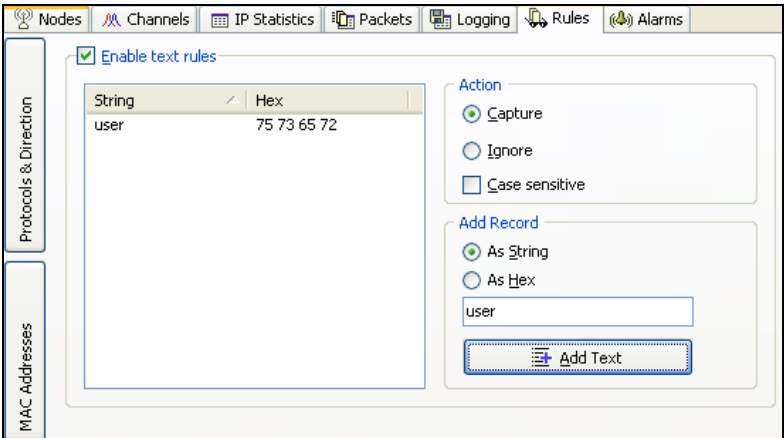 Nodes Channels IP Statistics Packets Logging Rules Alarms
Protocols & Direction
MAC Addresses
Enable text rules
String Hex
user 75 73 65 72
Action
Capture
Ignore
Case sensitive
Add Record
As String
As Hex
user
Add Text